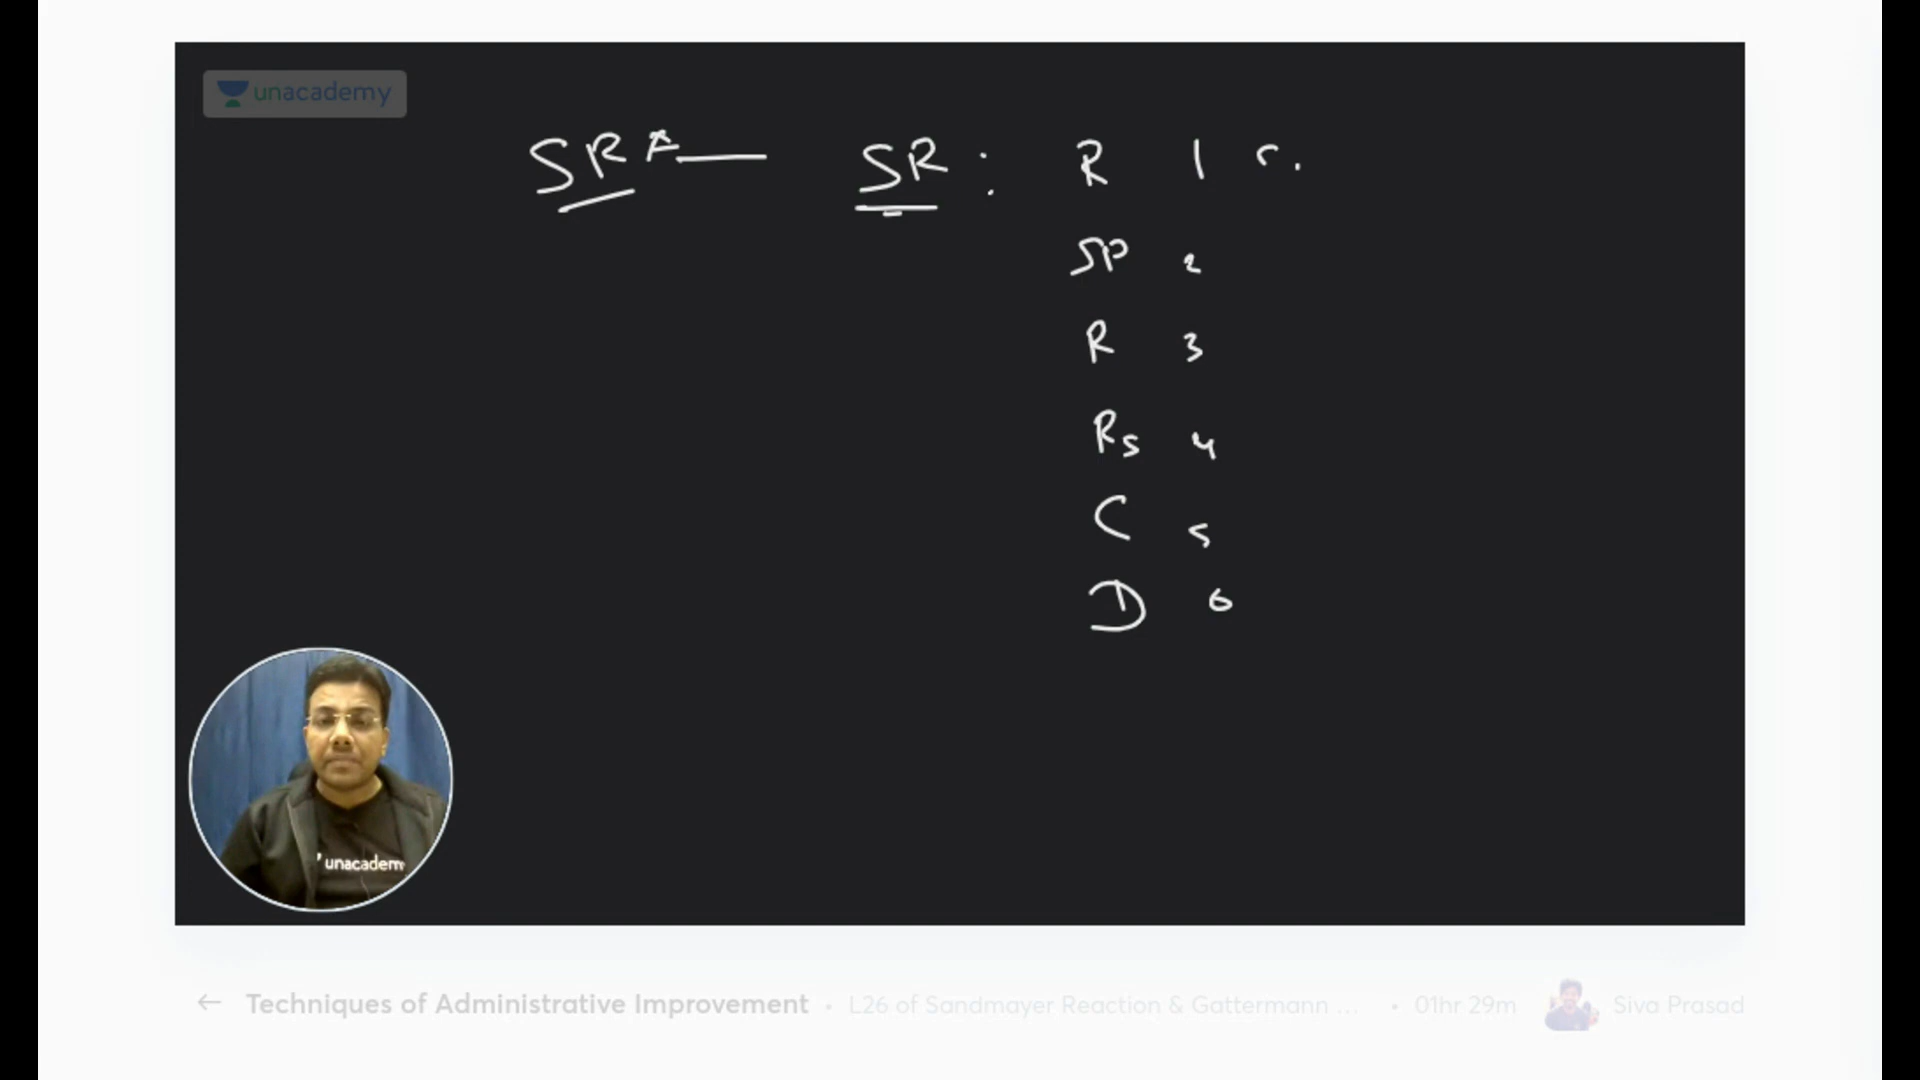 unacademy
SRA— SR : R 1 r.
SP 2
R 3
Rs 4
C 5
D 6
unacadem
← Techniques of Administrative Improvement • L26 of Sandmayer Reaction & Gattermann ... • 01hr 29m Siva Prasad